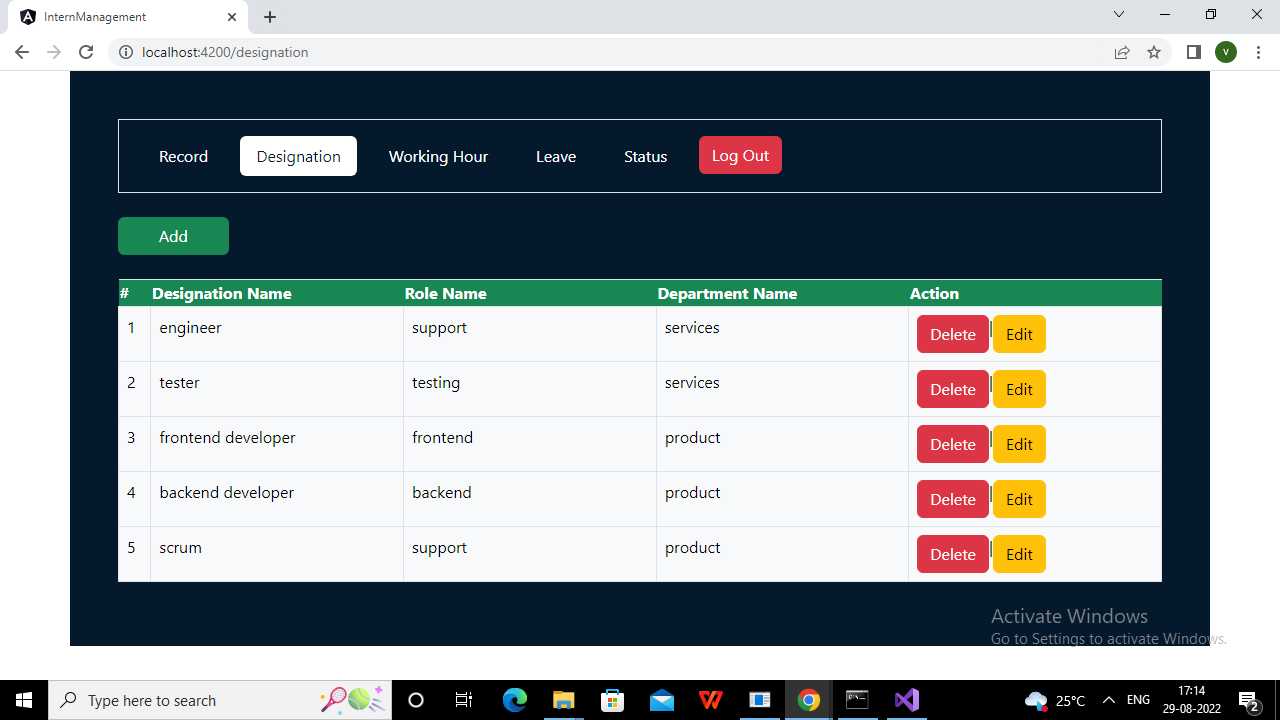 InternManagement
localhost:4200/designation
V
Record Designation Working Hour Leave Status Log Out
Add
# Designation Name Role Name Department Name Action
1 engineer support services Delete | Edit
2 tester testing services Delete | Edit
3 frontend developer frontend product Delete | Edit
4 backend developer backend product Delete | Edit
5 scrum support product Delete | Edit
Activate Windows
Go to Settings to activate Windows.
Type here to search
25°C
ENG
17:14
29-08-2022
2